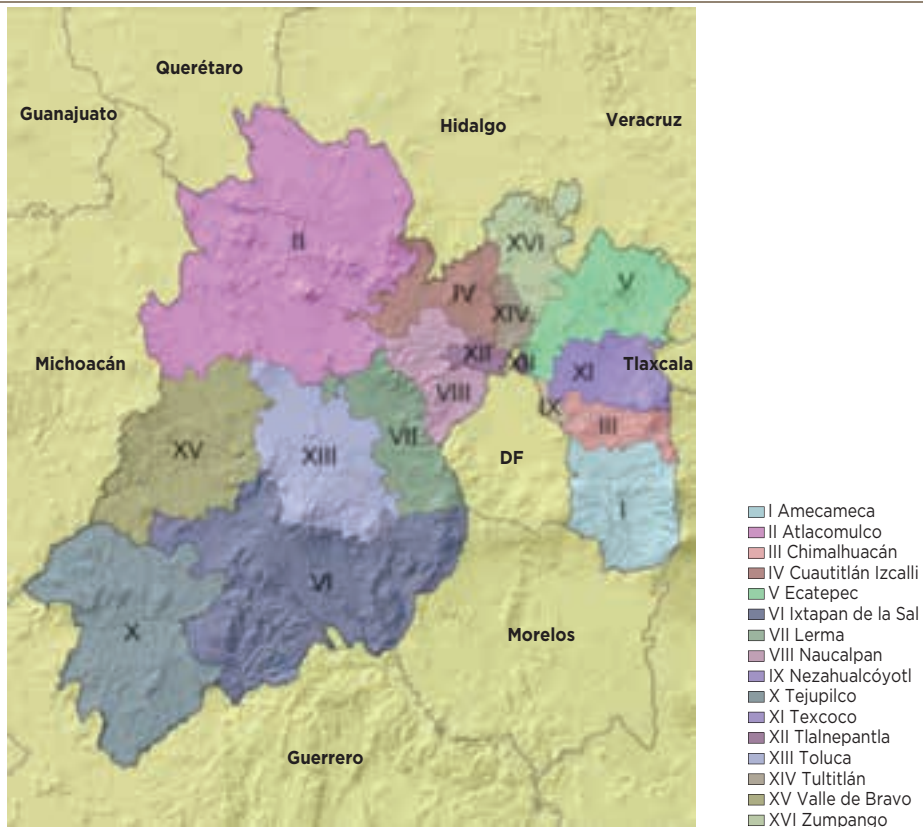 Querétaro
Guanajuato
Hidalgo
Veracruz
XVI
II
V
IV
XIV
Michoacán
XII
XII
Tlaxcala
XI
VIII
IX
III
VII
XV
XIII
DF
I
VI
X
Morelos
Guerrero
I Amecameca
II Atlacomulco
III Chimalhuacán
IV Cuautitlán Izcalli
V Ecatepec
VI Ixtapan de la Sal
VII Lerma
VIII Naucalpan
IX Nezahualcóyotl
X Tejupilco
XI Texcoco
XII Tlalnepantla
XIII Toluca
XIV Tultitlán
XV Valle de Bravo
XVI Zumpango